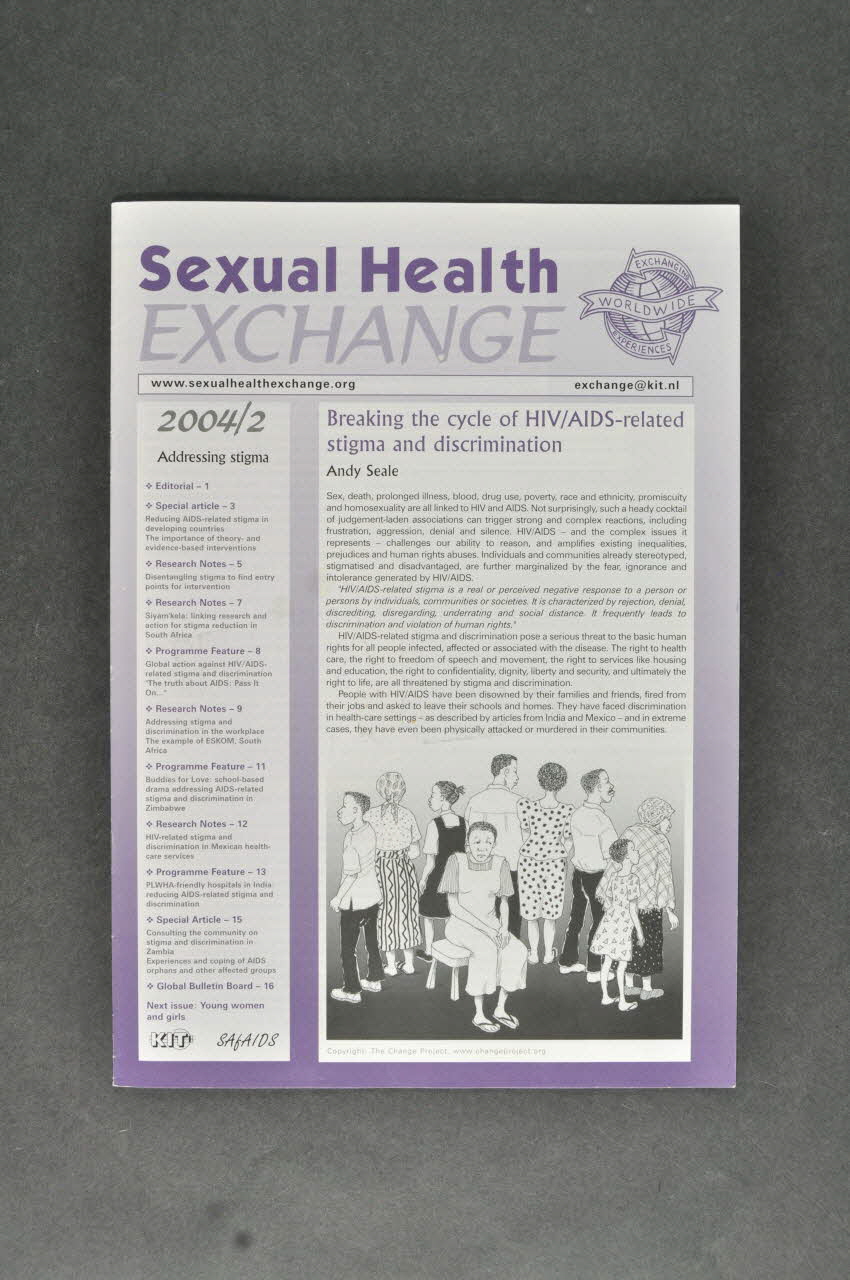 Sexual Health
EXCHANGE
EXCHANGING
WORLDWIDE
EXPERIENCES
www.sexualhealthexchange.org
exchange@kit.nl
2004/2
Addressing stigma
❖ Editorial – 1
❖ Special article – 3
Reducing AIDS-related stigma in
developing countries
The importance of theory- and
evidence-based interventions
❖ Research Notes – 5
Disentangling stigma to find entry
points for intervention
❖ Research Notes – 7
Siyam'kela: linking research and
action for stigma reduction in
South Africa
❖ Programme Feature – 8
Global action against HIV/AIDS-
related stigma and discrimination
'The truth about AIDS: Pass It
On...'
❖ Research Notes – 9
Addressing stigma and
discrimination in the workplace
The example of ESKOM, South
Africa
❖ Programme Feature – 11
Buddies for Love: school-based
drama addressing AIDS-related
stigma and discrimination in
Zimbabwe
❖ Research Notes – 12
HIV-related stigma and
discrimination in Mexican health-
care services
❖ Programme Feature – 13
PLWHA-friendly hospitals in India
reducing AIDS-related stigma and
discrimination
❖ Special Article – 15
Consulting the community on
stigma and discrimination in
Zambia
Experiences and coping of AIDS
orphans and other affected groups
❖ Global Bulletin Board – 16
Next issue: Young women
and girls
KIT
SAfAIDS
Breaking the cycle of HIV/AIDS-related
stigma and discrimination
Andy Seale
Sex, death, prolonged illness, blood, drug use, poverty, race and ethnicity, promiscuity
and homosexuality are all linked to HIV and AIDS. Not surprisingly, such a heady cocktail
of judgement-laden associations can trigger strong and complex reactions, including
frustration, aggression, denial and silence. HIV/AIDS – and the complex issues it
represents – challenges our ability to reason, and amplifies existing inequalities,
prejudices and human rights abuses. Individuals and communities already stereotyped,
stigmatised and disadvantaged, are further marginalized by the fear, ignorance and
intolerance generated by HIV/AIDS.
"HIV/AIDS-related stigma is a real or perceived negative response to a person or
persons by individuals, communities or societies. It is characterized by rejection, denial,
discrediting, disregarding, underrating and social distance. It frequently leads to
discrimination and violation of human rights."
HIV/AIDS-related stigma and discrimination pose a serious threat to the basic human
rights for all people infected, affected or associated with the disease. The right to health
care, the right to freedom of speech and movement, the right to services like housing
and education, the right to confidentiality, dignity, liberty and security, and ultimately the
right to life, are all threatened by stigma and discrimination.
People with HIV/AIDS have been disowned by their families and friends, fired from
their jobs and asked to leave their schools and homes. They have faced discrimination
in health-care settings – as described by articles from India and Mexico – and in extreme
cases, they have even been physically attacked or murdered in their communities.
Copyright: The Change Project, www.changeproject.org